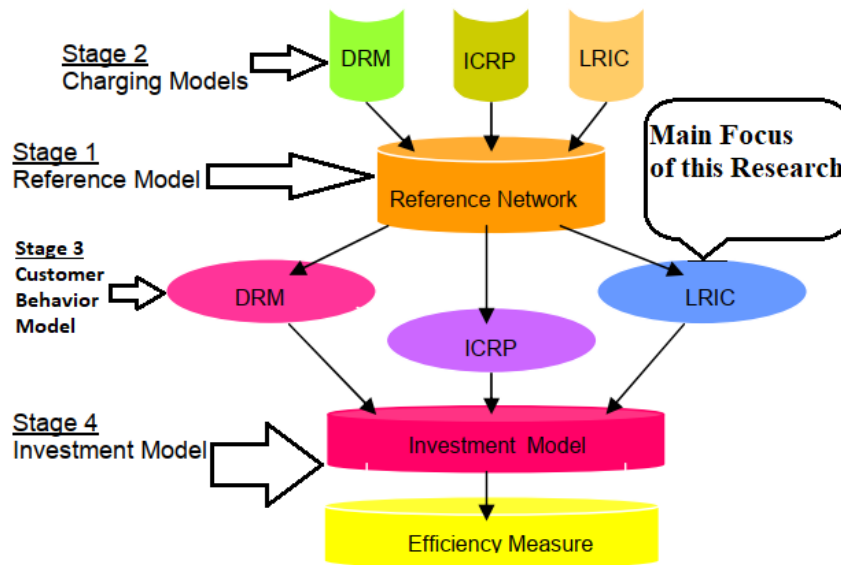 Stage 2
Charging Models
DRM
ICRP
LRIC
Main Focus
of this Research
Stage 1
Reference Model
Reference Network
Stage 3
Customer
Behavior
Model
DRM
LRIC
ICRP
Stage 4
Investment Model
Investment Model
Efficiency Measure